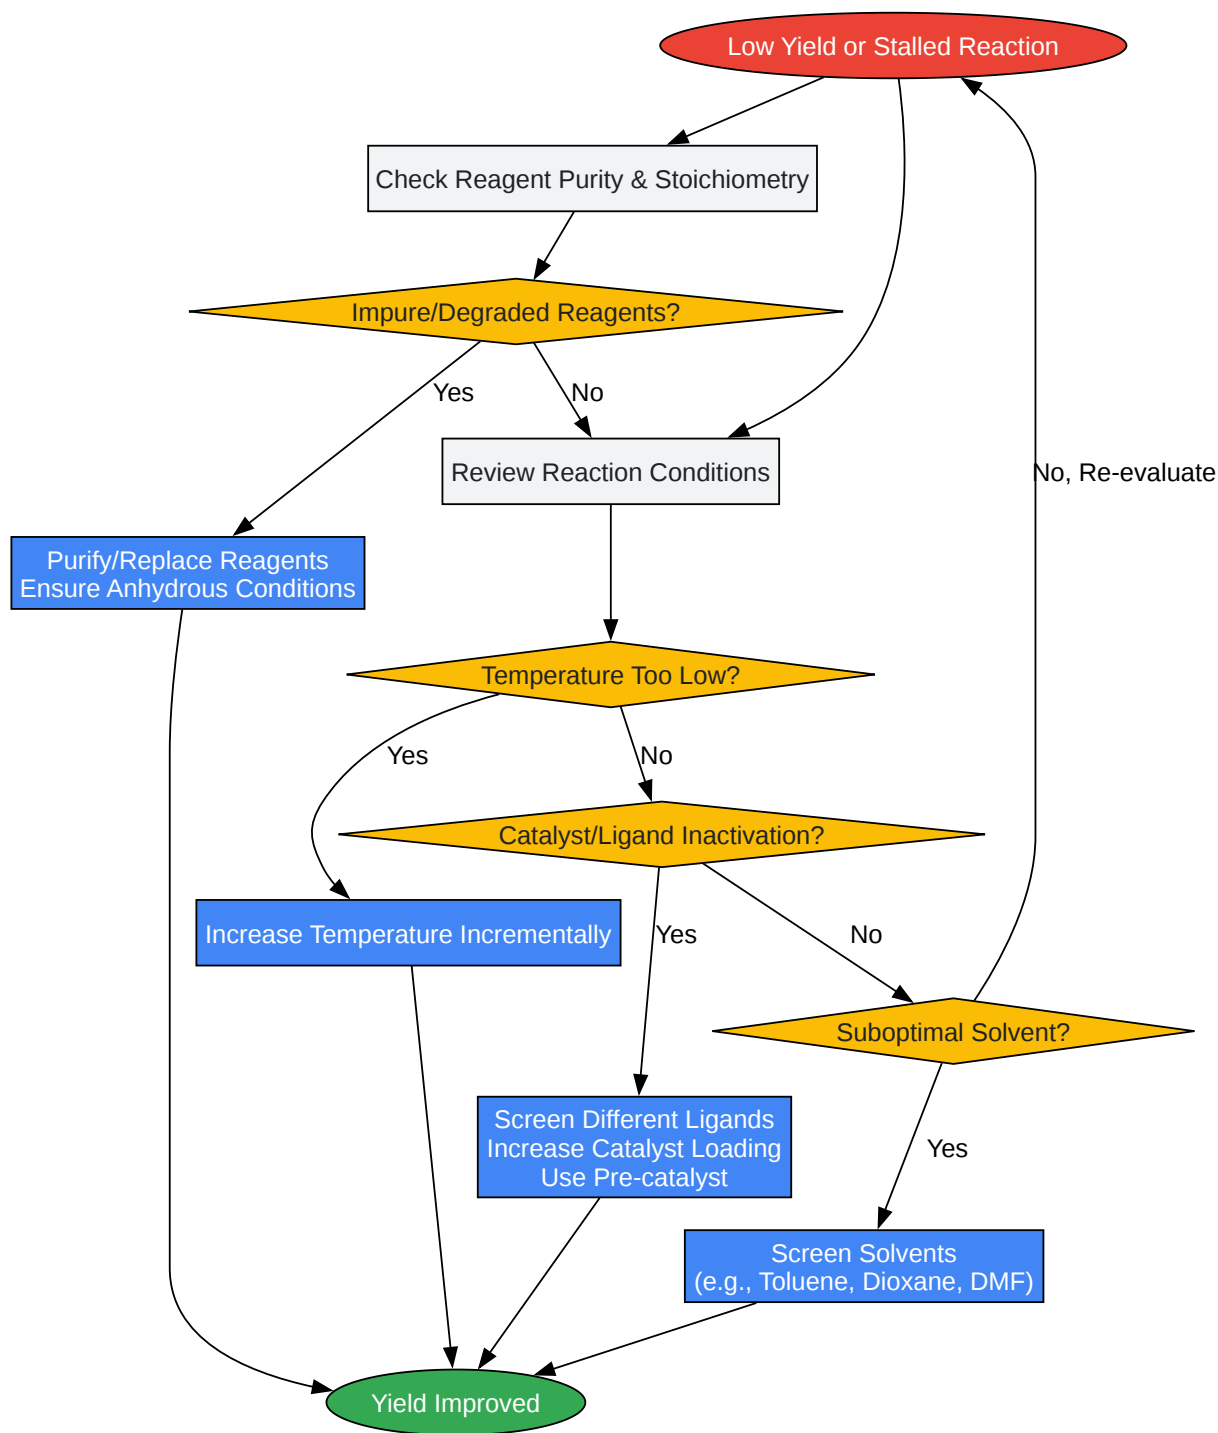 Low Yield or Stalled Reaction
Check Reagent Purity & Stoichiometry
Impure/Degraded Reagents?
Yes
No
Review Reaction Conditions
No, Re-evaluate
Purify/Replace Reagents
Ensure Anhydrous Conditions
Temperature Too Low?
Yes
No
Catalyst/Ligand Inactivation?
Increase Temperature Incrementally
Yes
No
Suboptimal Solvent?
Screen Different Ligands
Increase Catalyst Loading
Use Pre-catalyst
Yes
Screen Solvents
(e.g., Toluene, Dioxane, DMF)
Yield Improved